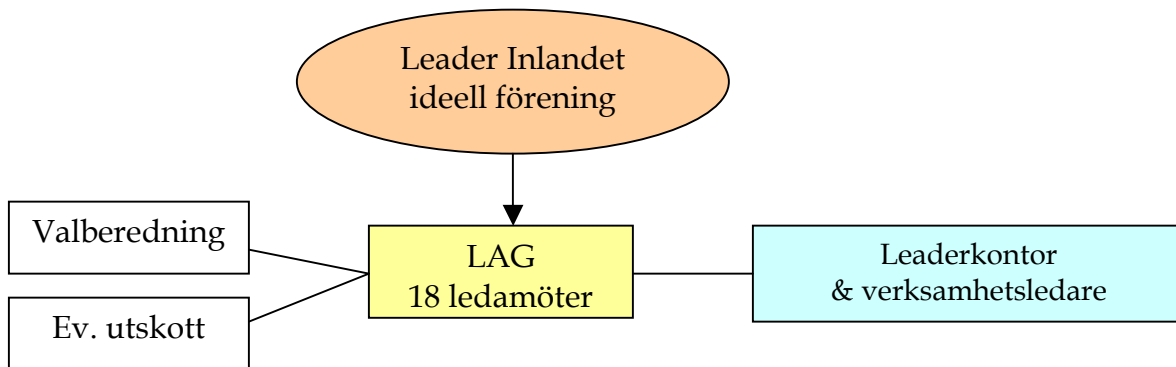 Leader Inlandet
ideell förening
Valberedning
LAG
18 ledamöter
Leaderkontor
& verksamhetsledare
Ev. utskott